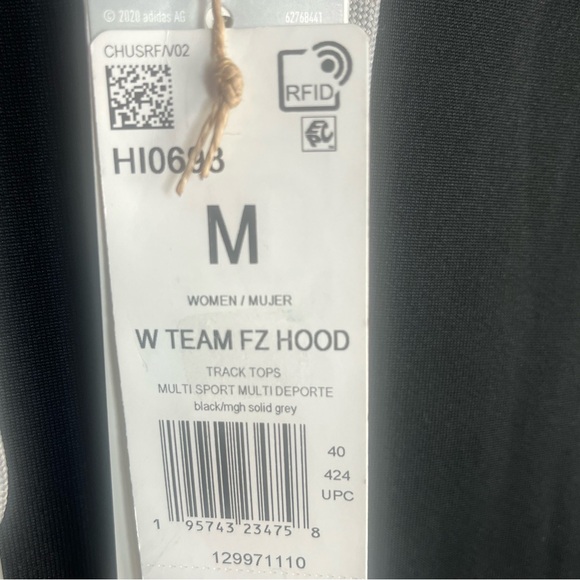 © 2020 adidas AG 62768441
CHUSRF/V02
RFID
HI0693
M
WOMEN / MUJER
W TEAM FZ HOOD
TRACK TOPS
MULTI SPORT MULTI DEPORTE
black/mgh solid grey
40
424
UPC
1 95743 23475 8
129971110